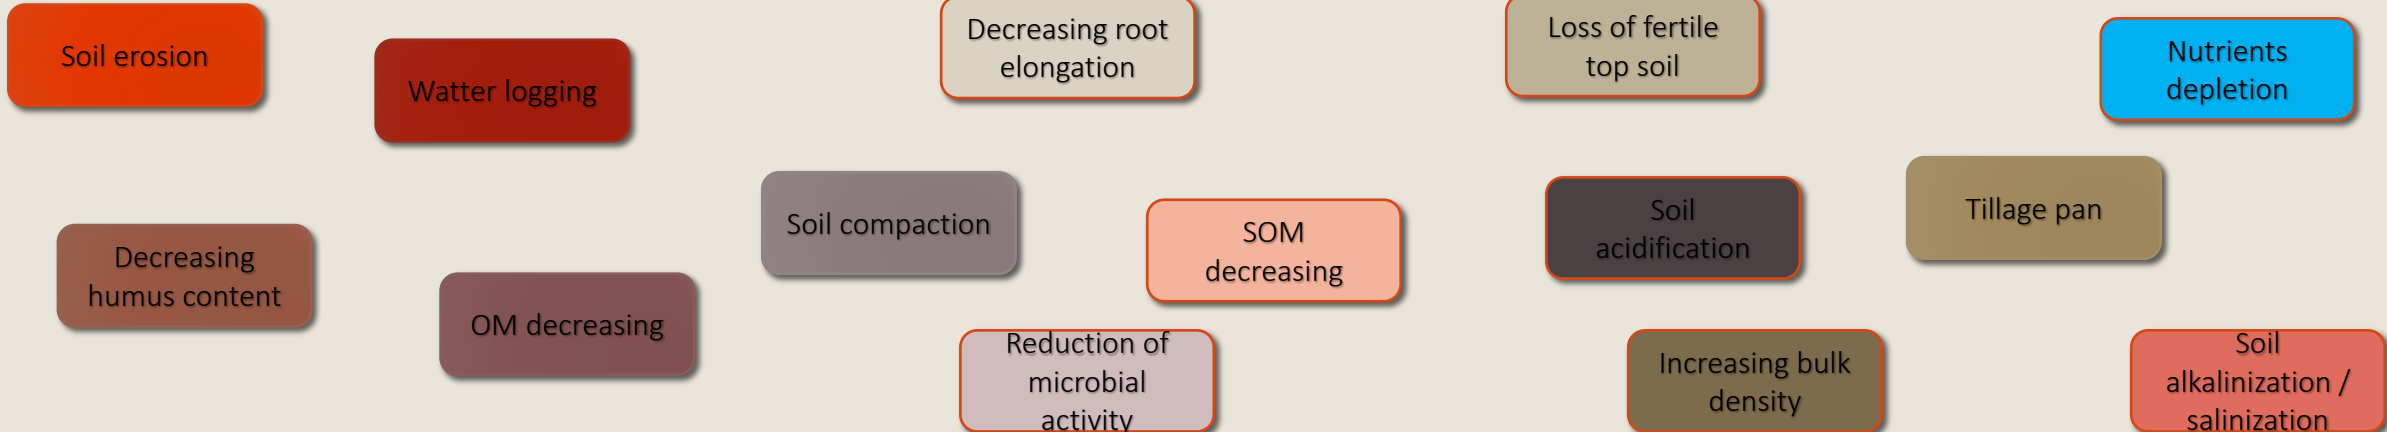 Soil erosion
Watter logging
Decreasing root
elongation
Loss of fertile
top soil
Nutrients
depletion
Decreasing
humus content
OM decreasing
Soil compaction
SOM
decreasing
Soil
acidification
Tillage pan
Reduction of
microbial
activity
Increasing bulk
density
Soil
alkalinization /
salinization